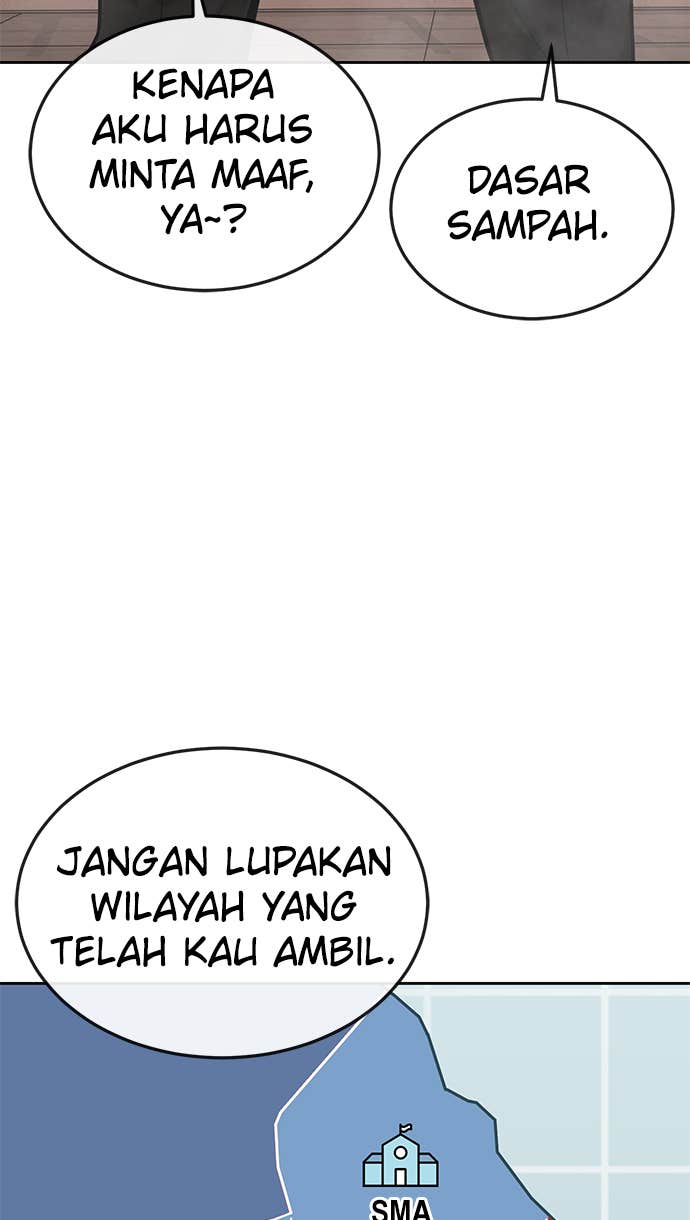 KENAPA
AKU HARUS
MINTA MAAF,
YA~?
DASAR
SAMPAH.
JANGAN LUPAKAN
WILAYAH YANG
TELAH KAU AMBIL.
SMA